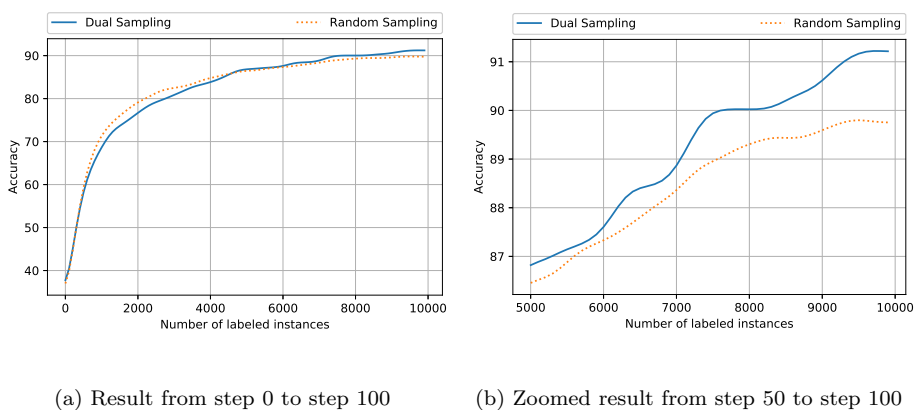 Dual Sampling
Random Sampling
90
80
70
60
50
40
Accuracy
0
2000
4000
6000
8000
10000
Number of labeled instances
(a) Result from step 0 to step 100
Dual Sampling
Random Sampling
91
90
89
88
87
Accuracy
5000
6000
7000
8000
9000
10000
Number of labeled instances
(b) Zoomed result from step 50 to step 100